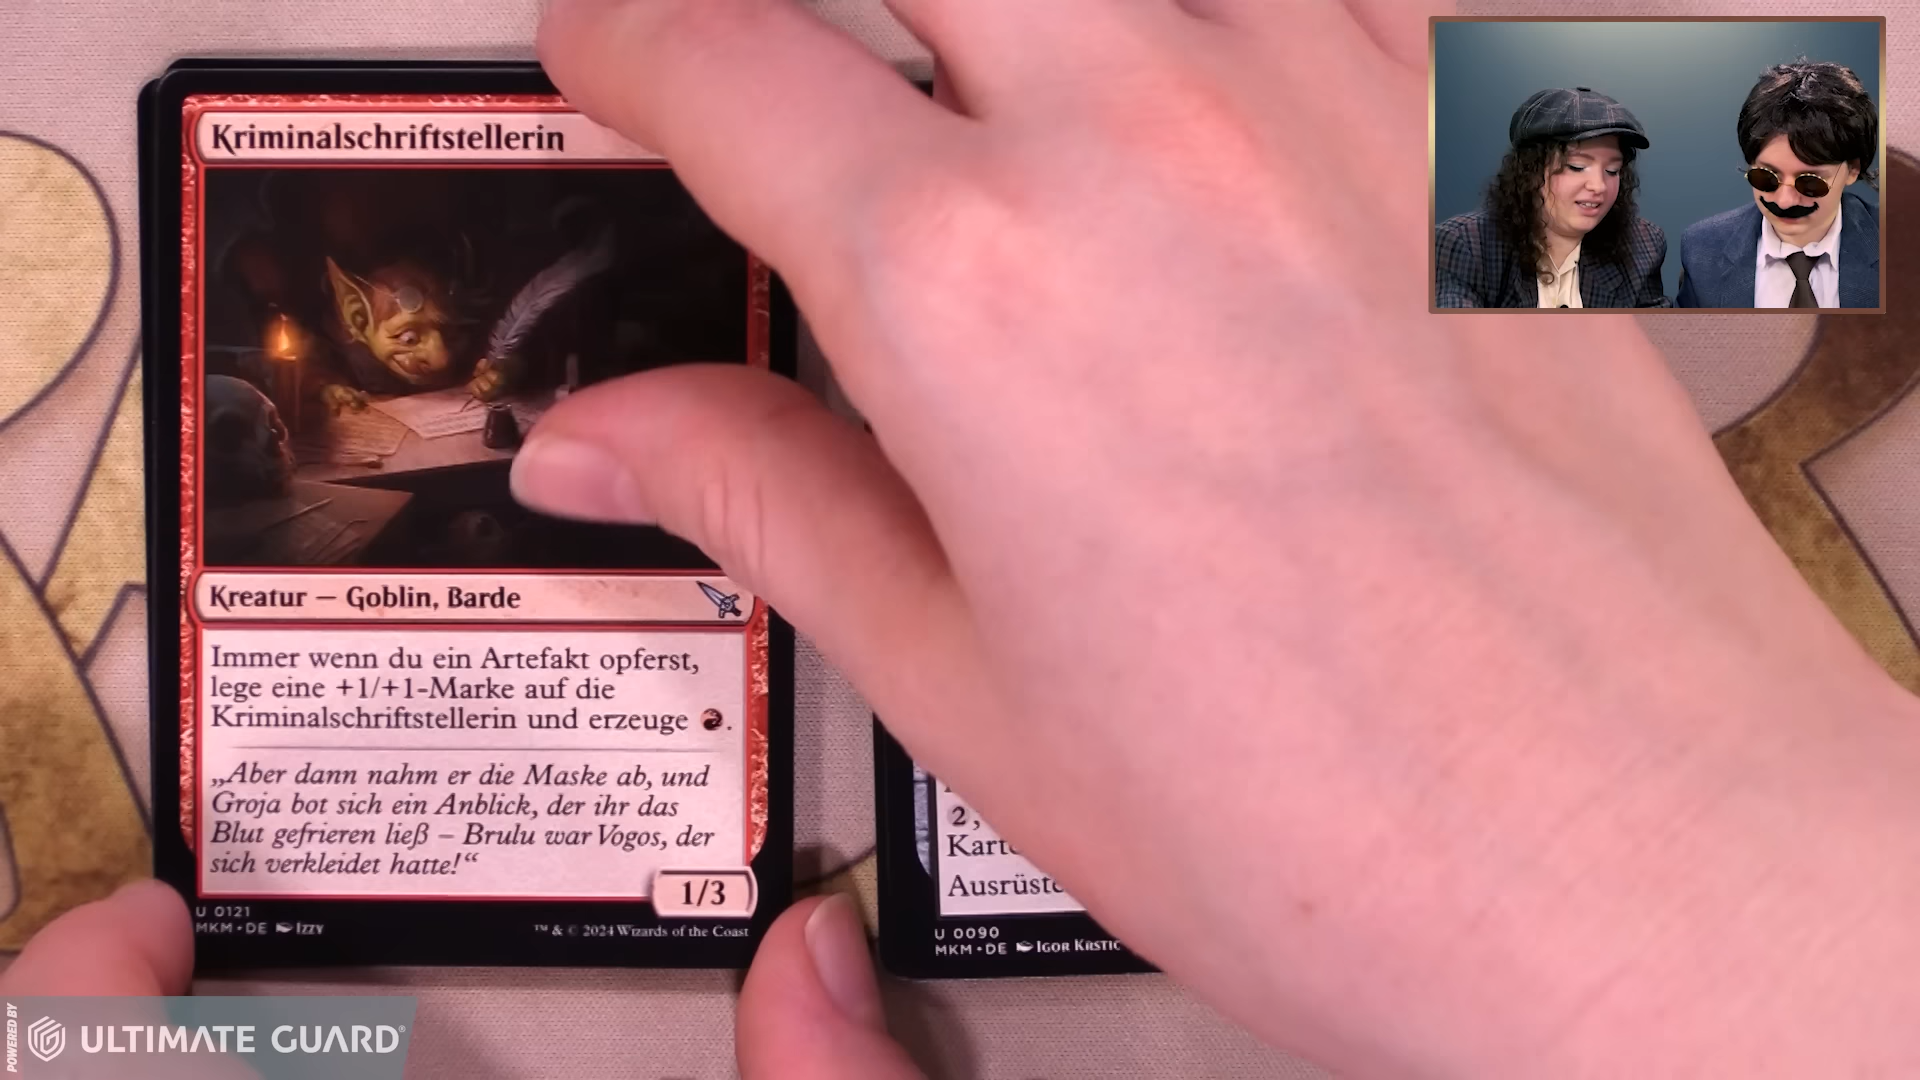 Kriminalschriftstellerin
Kreatur — Goblin, Barde
Immer wenn du ein Artefakt opferst,
lege eine +1/+1-Marke auf die
Kriminalschriftstellerin und erzeuge .
„Aber dann nahm er die Maske ab, und
Groja bot sich ein Anblick, der ihr das
Blut gefrieren ließ – Brulu war Vogos, der
sich verkleidet hatte!“
1/3
U 0121
MKM • DE Izzy
™ & © 2024 Wizards of the Coast
2,
U 0090
MKM • DE Igor Krstic
POWERED BY
ULTIMATE GUARD®